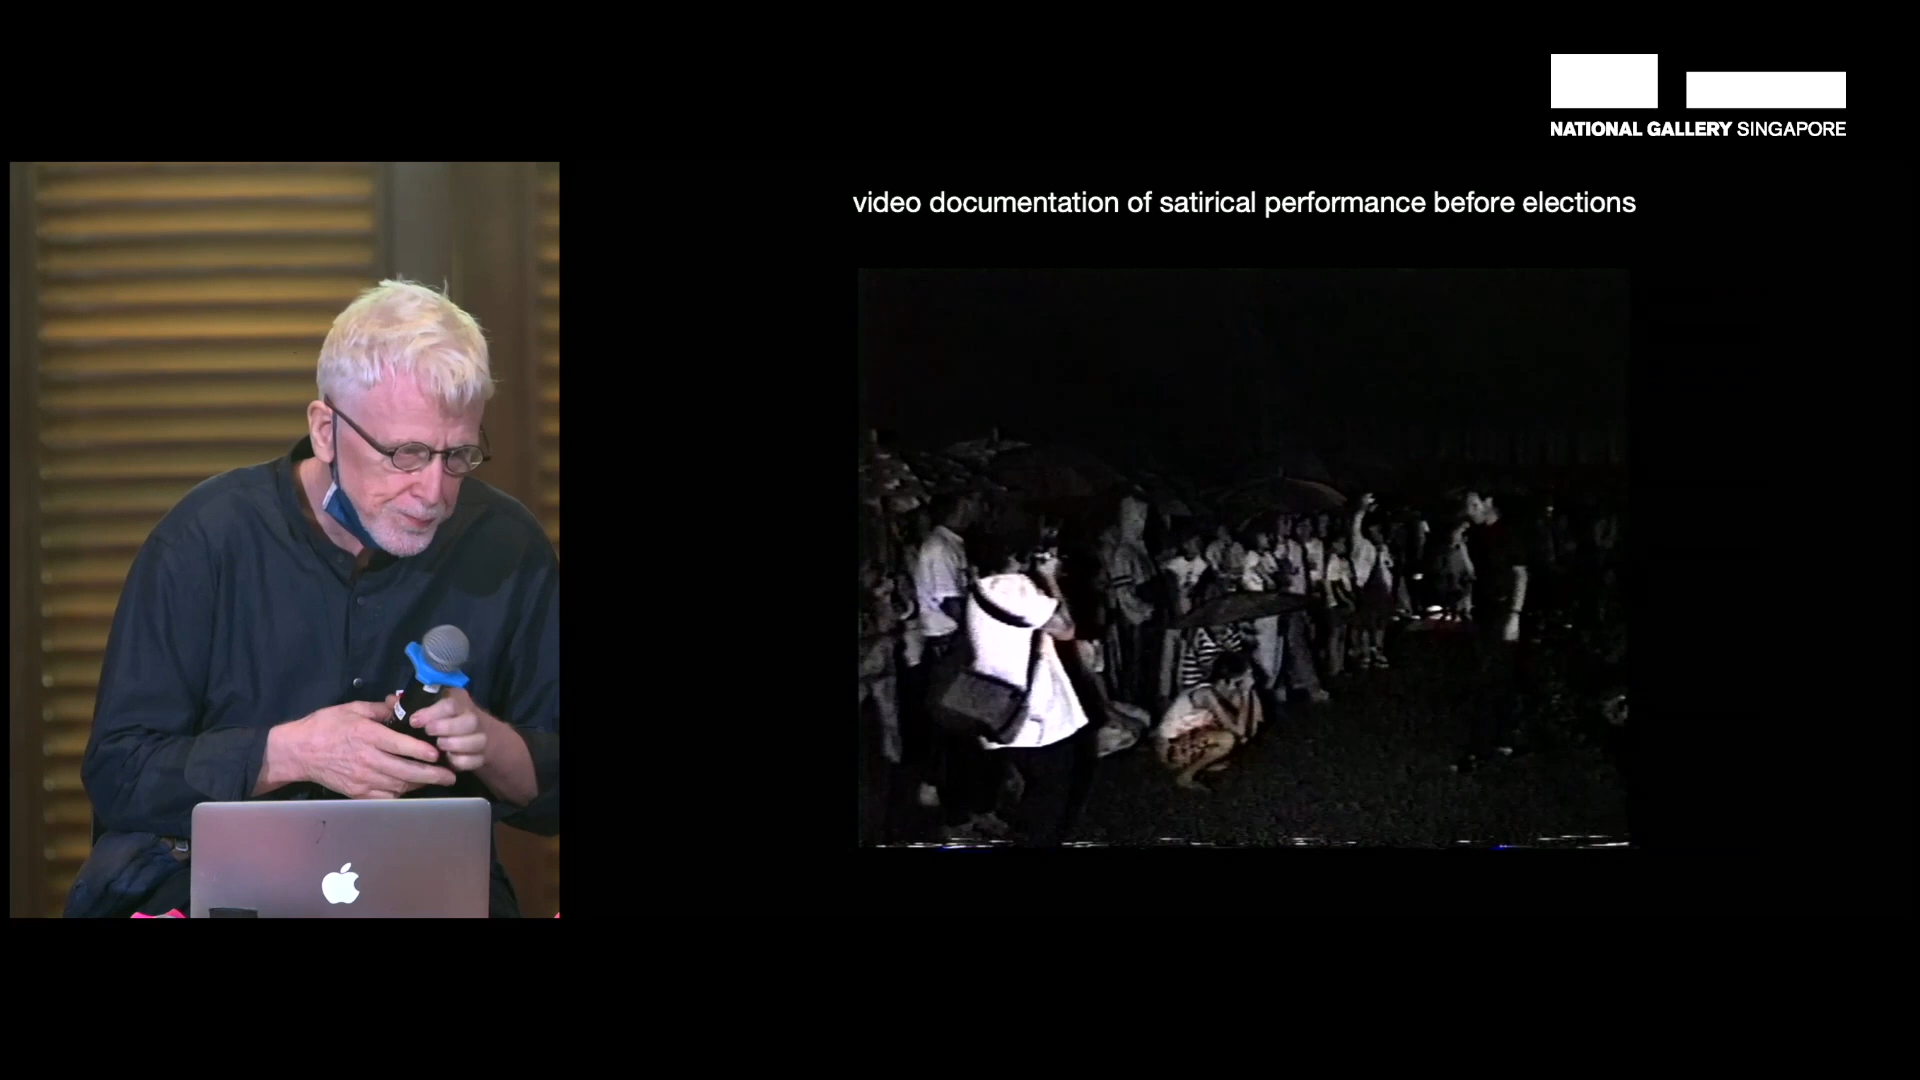 NATIONAL GALLERY SINGAPORE
video documentation of satirical performance before elections